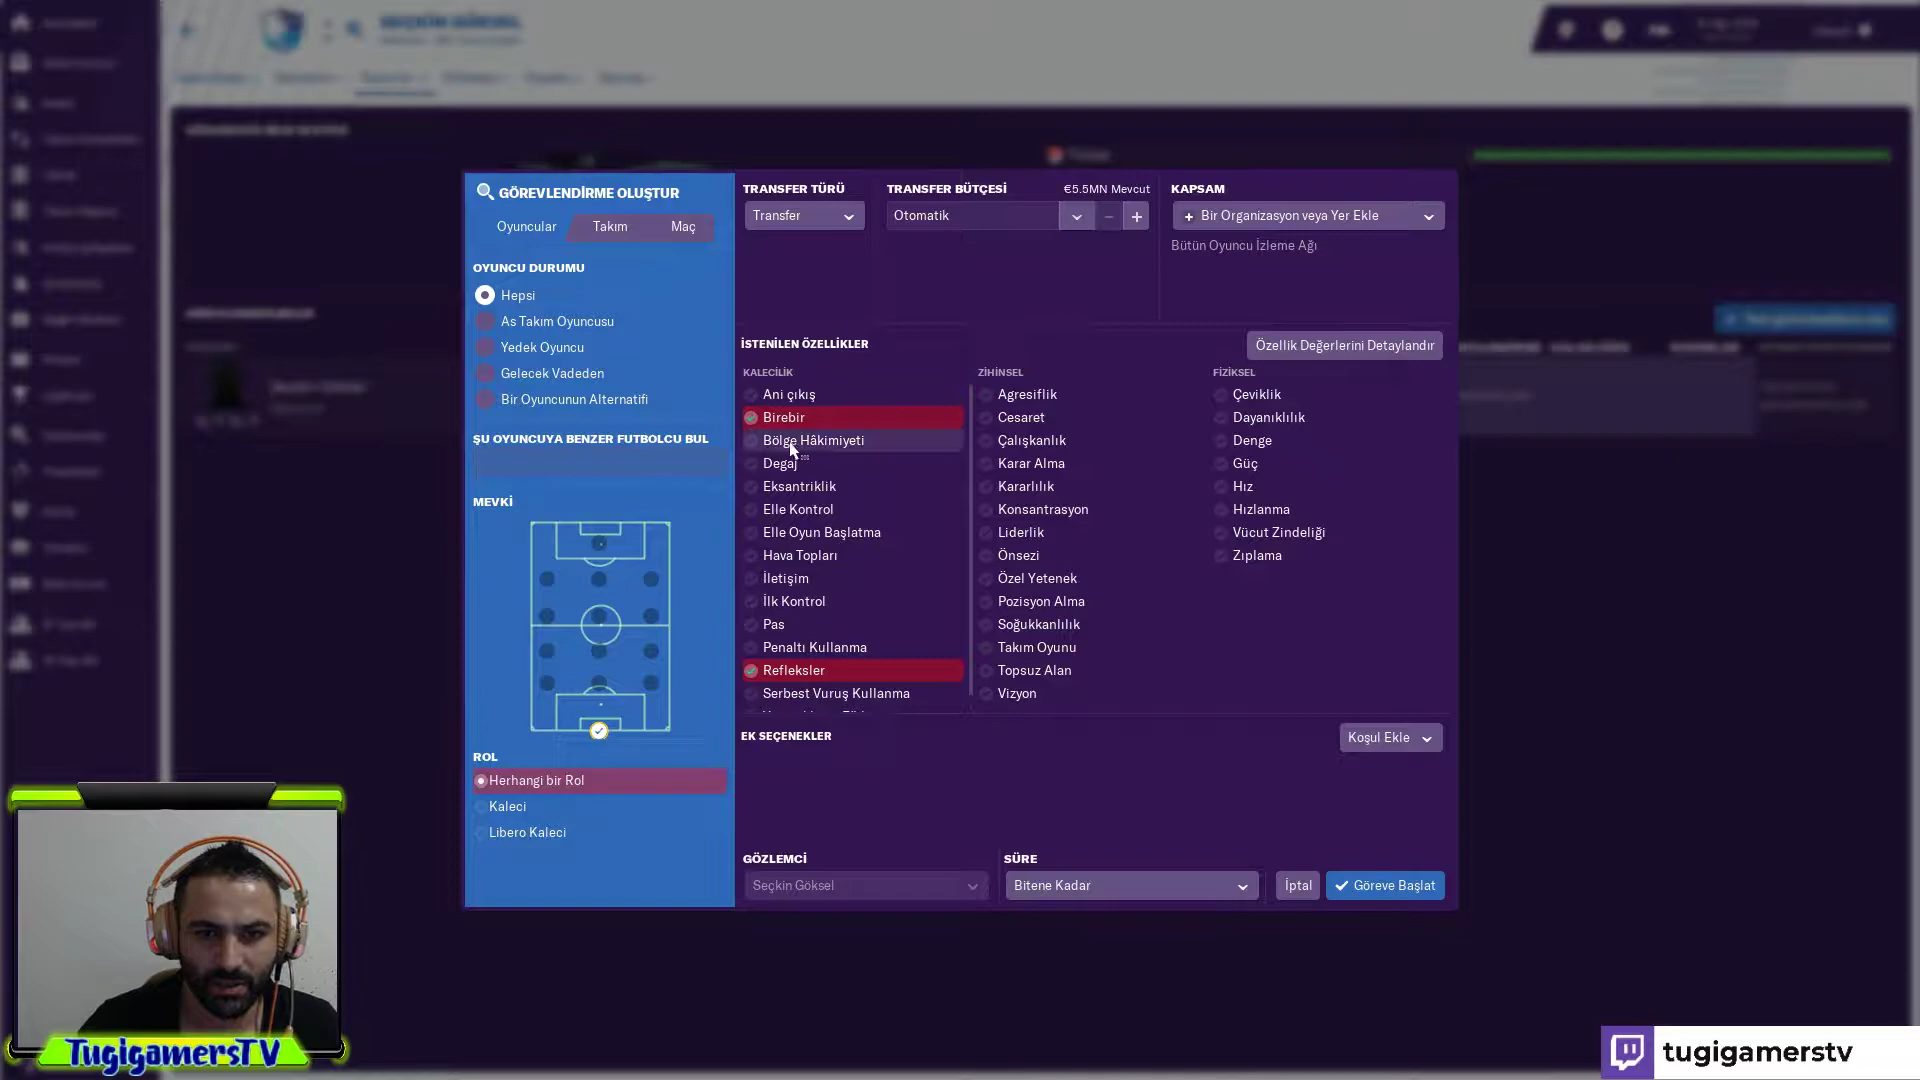 GÖREVLENDİRME OLUŞTUR
Oyuncular
Takım
Maç
OYUNCU DURUMU
Hepsi
As Takım Oyuncusu
Yedek Oyuncu
Gelecek Vadeden
Bir Oyuncunun Alternatifi
ŞU OYUNCUYA BENZER FUTBOLCU BUL
MEVKİ
ROL
Herhangi bir Rol
Kaleci
Libero Kaleci
TRANSFER TÜRÜ
Transfer
TRANSFER BÜTÇESİ
€5.5MN Mevcut
Otomatik
KAPSAM
Bir Organizasyon veya Yer Ekle
Bütün Oyuncu İzleme Ağı
İSTENİLEN ÖZELLİKLER
Özellik Değerlerini Detaylandır
KALECİLİK
Ani çıkış
Birebir
Bölge Hâkimiyeti
Degaj
Eksantriklik
Elle Kontrol
Elle Oyun Başlatma
Hava Topları
İletişim
İlk Kontrol
Pas
Penaltı Kullanma
Refleksler
Serbest Vuruş Kullanma
ZİHİNSEL
Agresiflik
Cesaret
Çalışkanlık
Karar Alma
Kararlılık
Konsantrasyon
Liderlik
Önsezi
Özel Yetenek
Pozisyon Alma
Soğukkanlılık
Takım Oyunu
Topsuz Alan
Vizyon
FİZİKSEL
Çeviklik
Dayanıklılık
Denge
Güç
Hız
Hızlanma
Vücut Zindeliği
Zıplama
EK SEÇENEKLER
Koşul Ekle
GÖZLEMCİ
Seçkin Göksel
SÜRE
Bitene Kadar
İptal
Göreve Başlat
TugigamersTV
tugigamerstv